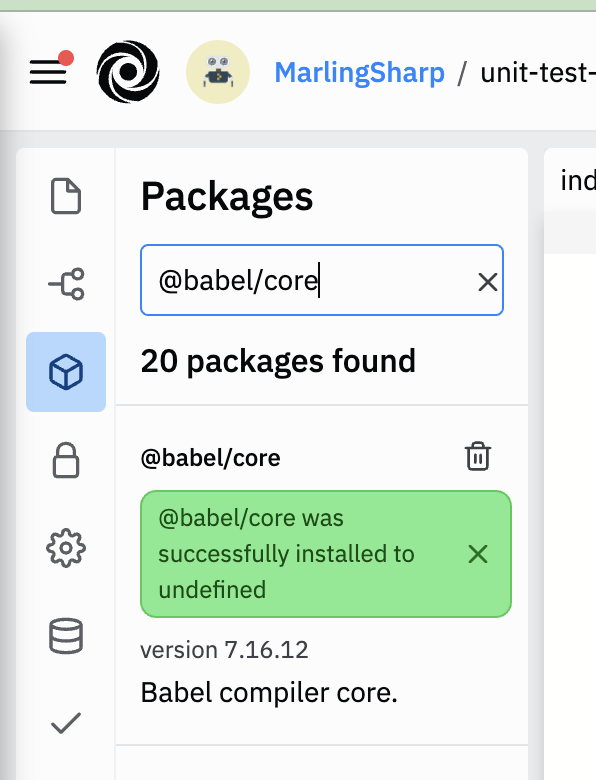 MarlingSharp / unit-test-
Packages
ind
@babel/core
20 packages found
@babel/core
@babel/core was
successfully installed to
undefined
version 7.16.12
Babel compiler core.